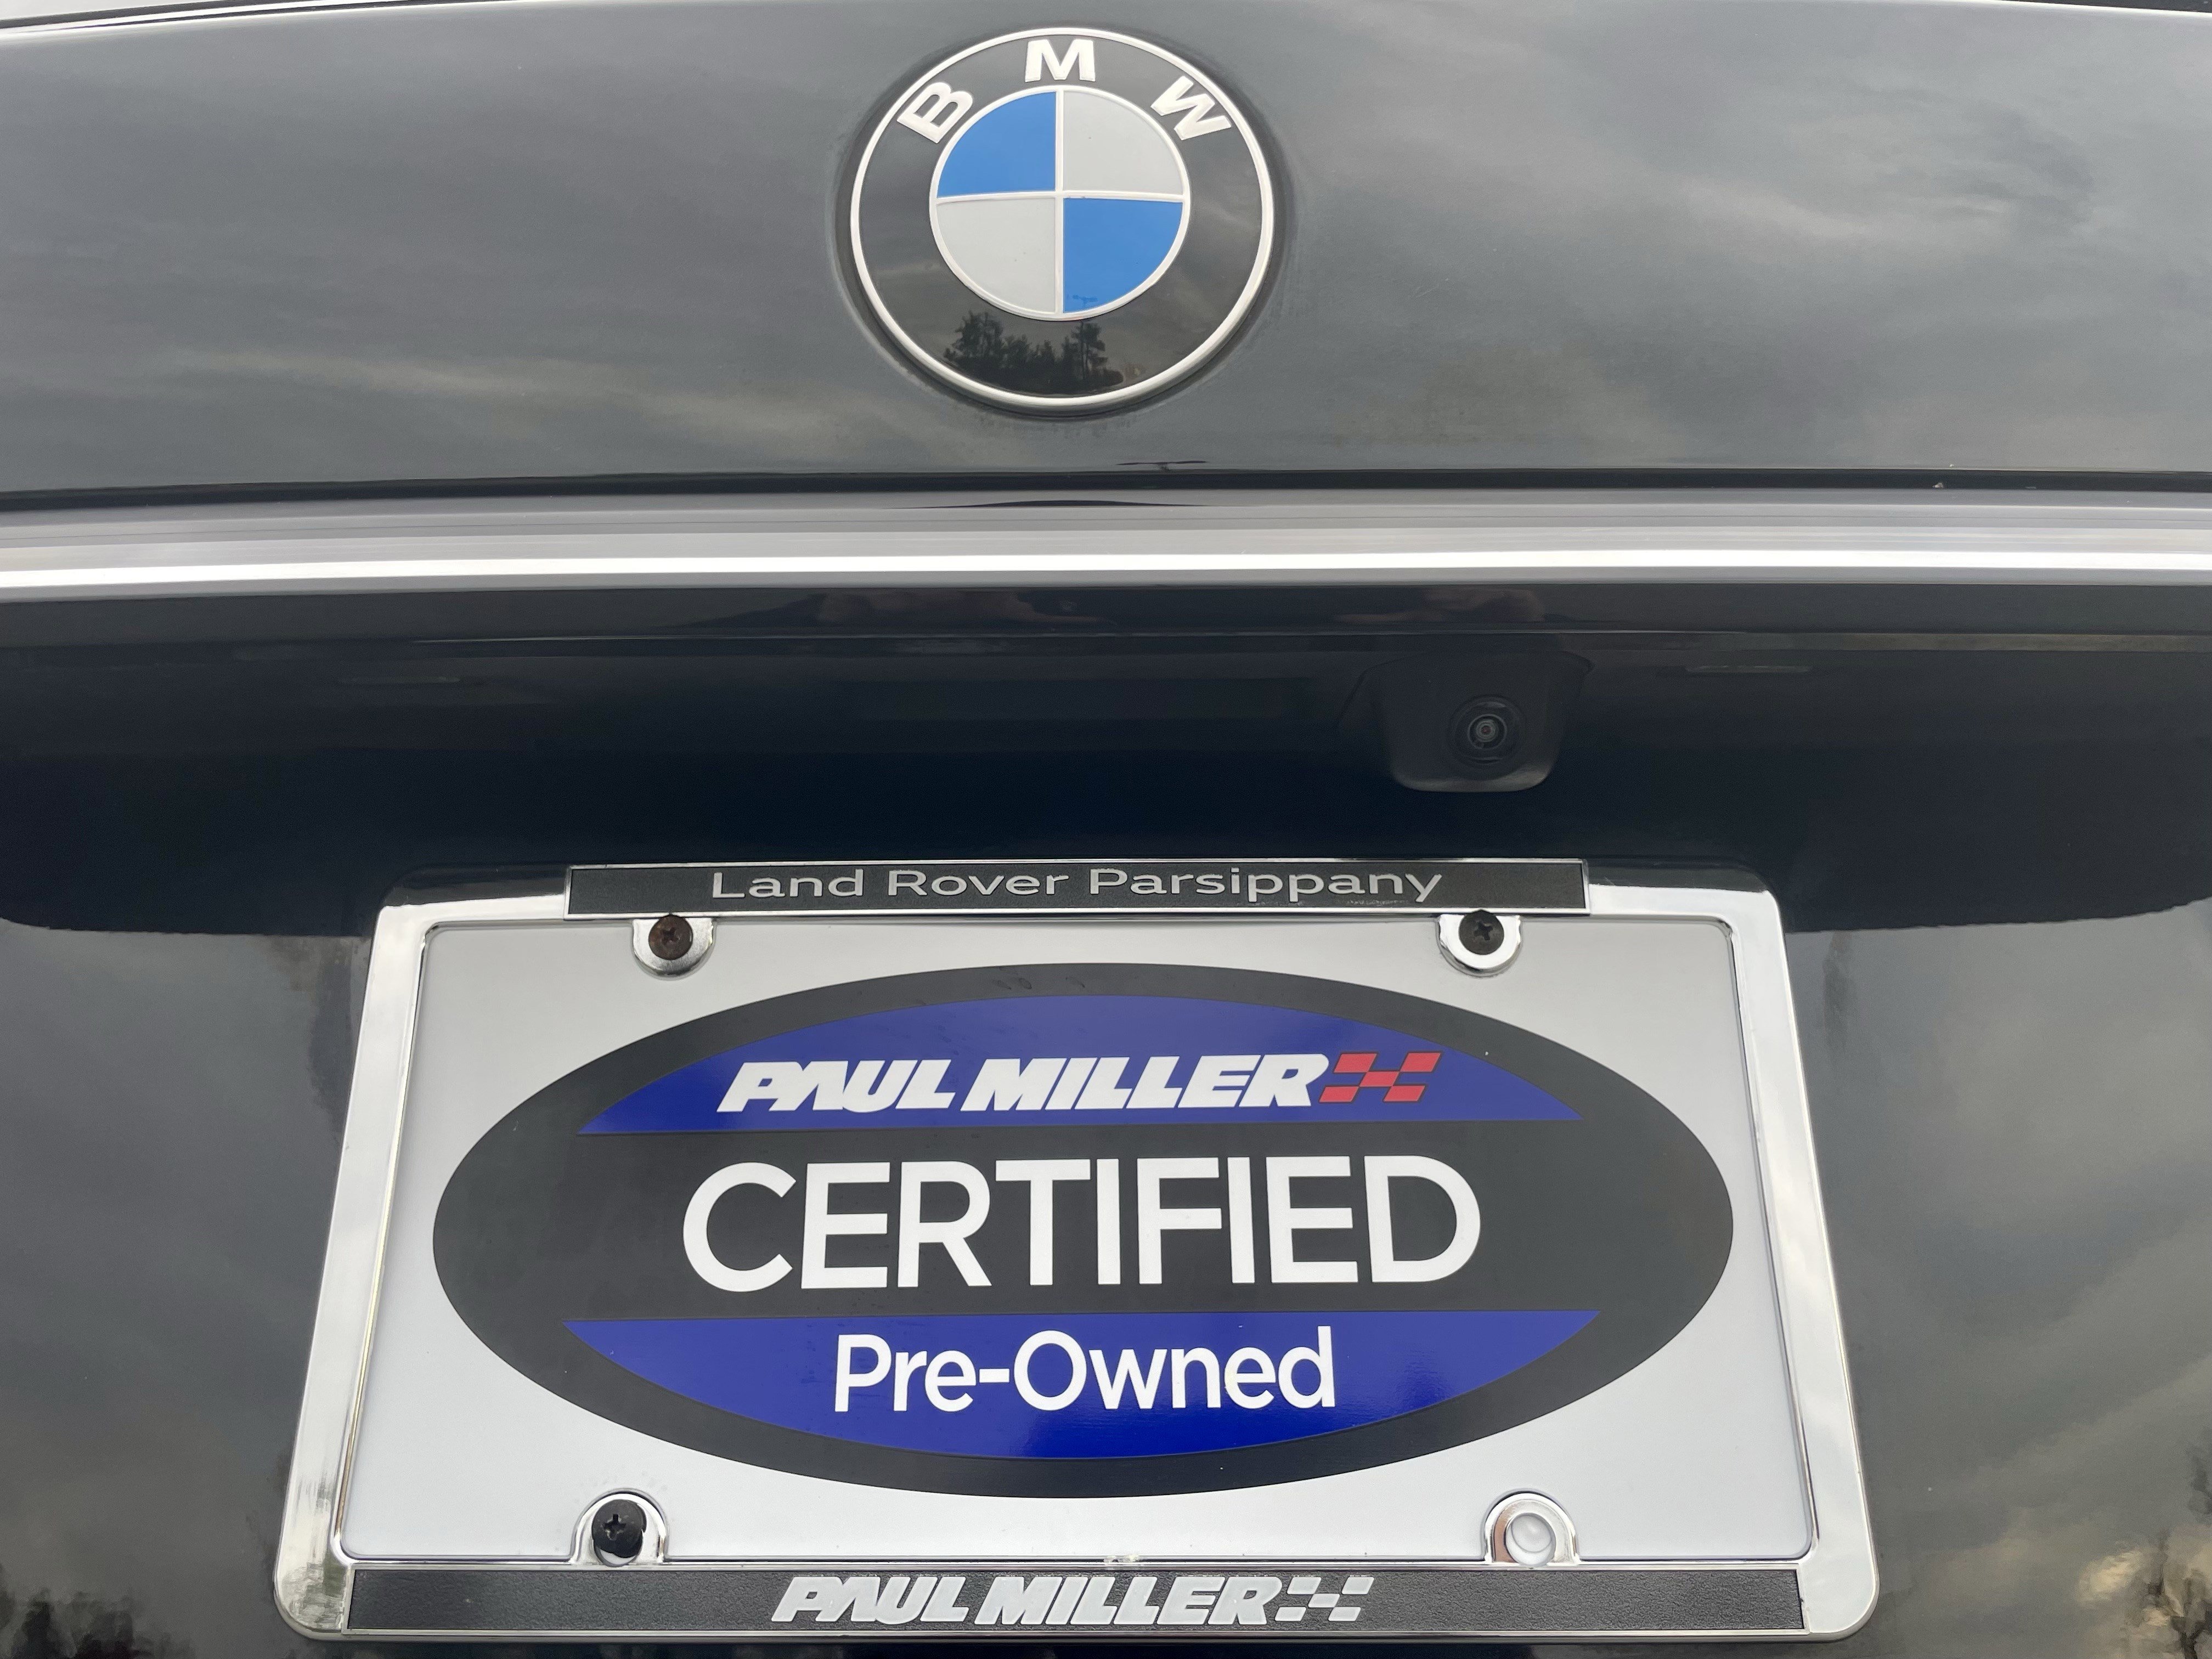 BMW
Land Rover Parsippany
PAUL MILLER
CERTIFIED
Pre-Owned
PAUL MILLER